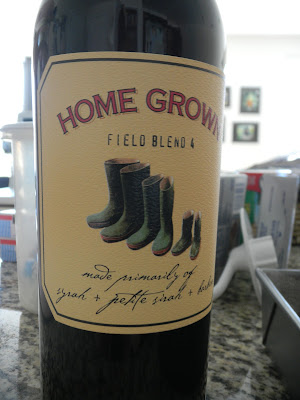 HOME GROWN
FIELD BLEND 4
made primarily of
syrah + petite sirah +